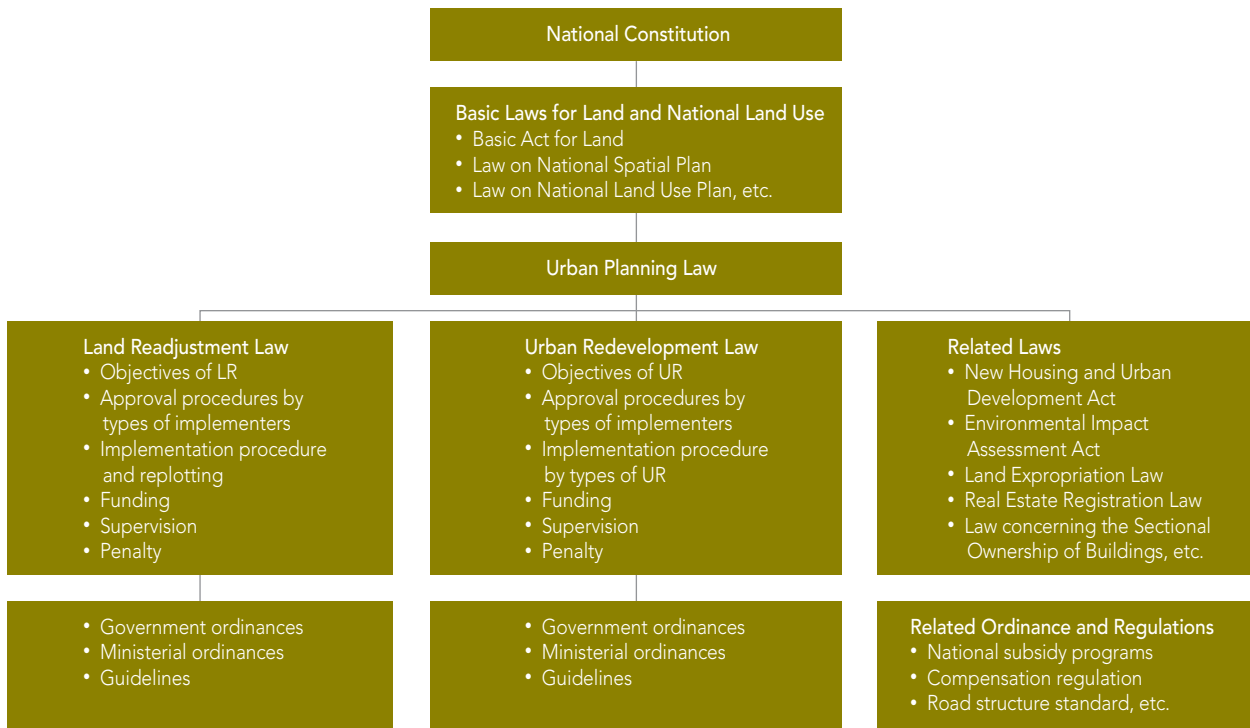 National Constitution
Basic Laws for Land and National Land Use
• Basic Act for Land
• Law on National Spatial Plan
• Law on National Land Use Plan, etc.
Urban Planning Law
Land Readjustment Law
• Objectives of LR
• Approval procedures by
types of implementers
• Implementation procedure
and replotting
• Funding
• Supervision
• Penalty
Urban Redevelopment Law
• Objectives of UR
• Approval procedures by
types of implementers
• Implementation procedure
by types of UR
• Funding
• Supervision
• Penalty
Related Laws
• New Housing and Urban
Development Act
• Environmental Impact
Assessment Act
• Land Expropriation Law
• Real Estate Registration Law
• Law concerning the Sectional
Ownership of Buildings, etc.
• Government ordinances
• Ministerial ordinances
• Guidelines
• Government ordinances
• Ministerial ordinances
• Guidelines
Related Ordinance and Regulations
• National subsidy programs
• Compensation regulation
• Road structure standard, etc.